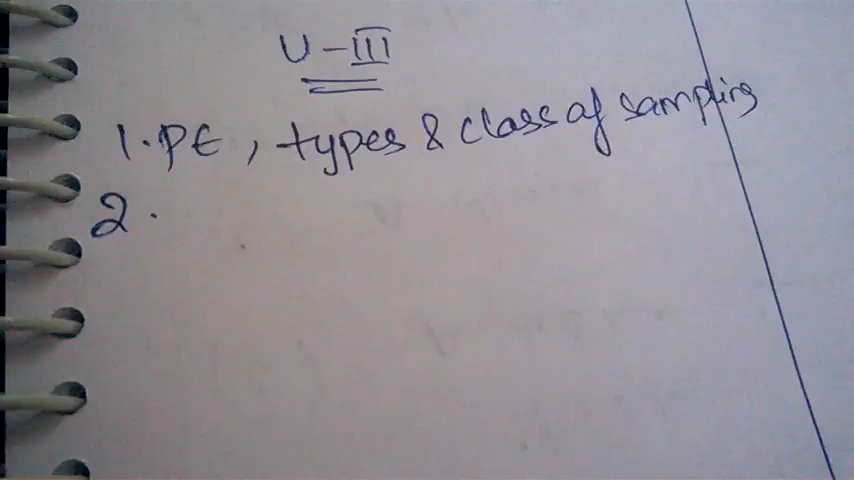 U - III
1. PE, types & class of sampling
2.